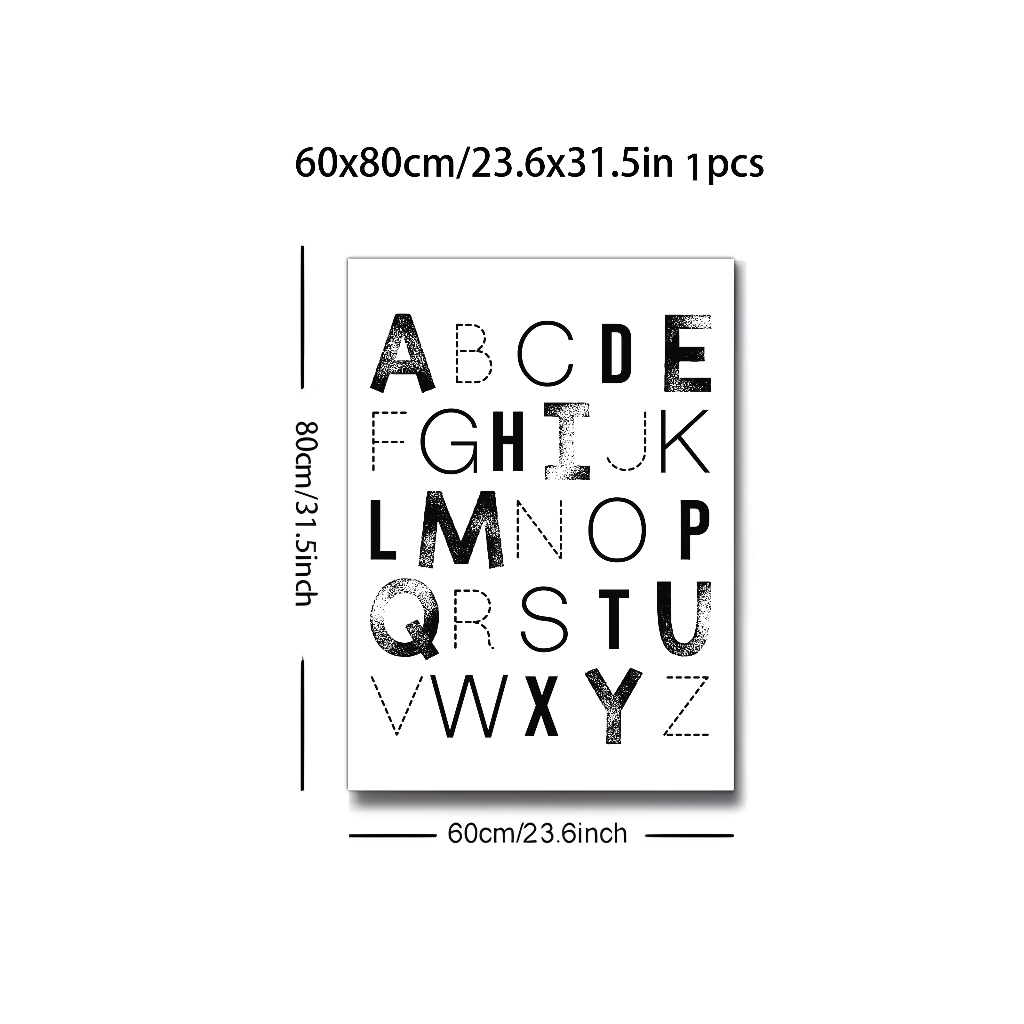 60x80cm/23.6x31.5in 1pcs
80cm/31.5inch
A B C D E
F G H I J K
L M N O P
Q R S T U
V W X Y Z
60cm/23.6inch